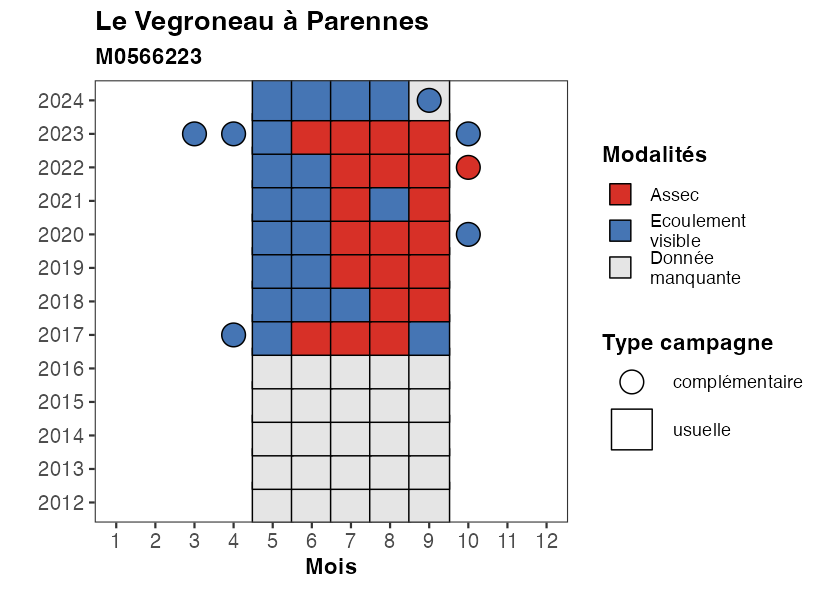 Le Vegroneau à Parennes
M0566223
2024
2023
2022
2021
2020
2019
2018
2017
2016
2015
2014
2013
2012
1 2 3 4 5 6 7 8 9 10 11 12
Mois
Modalités
Assec
Ecoulement
visible
Donnée
manquante
Type campagne
complémentaire
usuelle